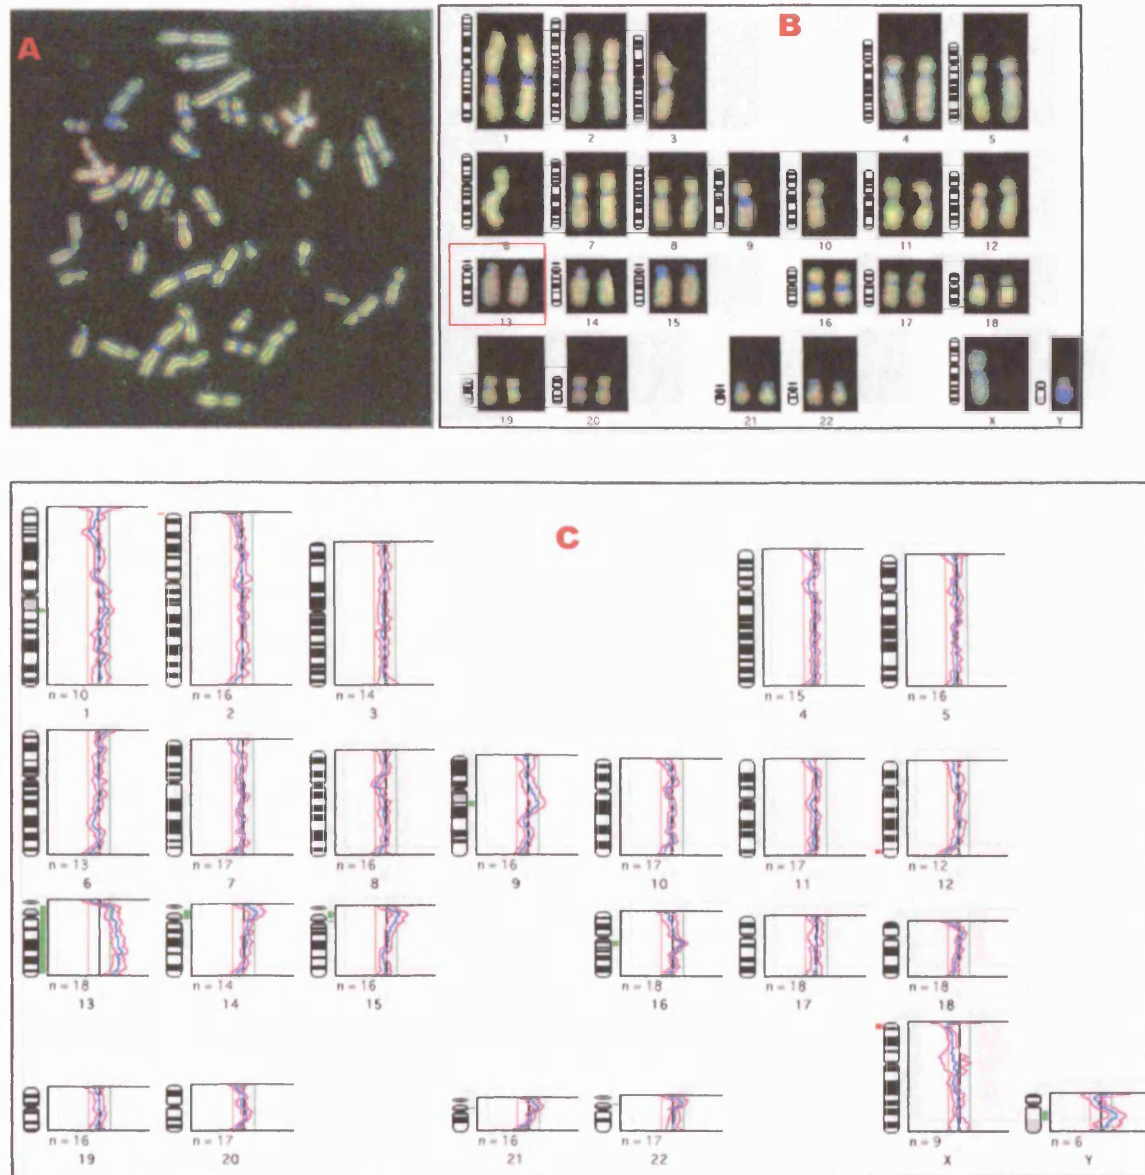 A
B
1 2 3 4 5
6 7 8 9 10 11 12
13 14 15 16 17 18
19 20 21 22 X Y
C
n=10 n=16 n=14 n=15 n=16
1 2 3 4 5
n=13 n=17 n=16 n=16 n=17 n=17 n=12
6 7 8 9 10 11 12
n=18 n=14 n=16 n=18 n=18 n=18
13 14 15 16 17 18
n=16 n=17 n=16 n=17 n=9 n=6
19 20 21 22 X Y